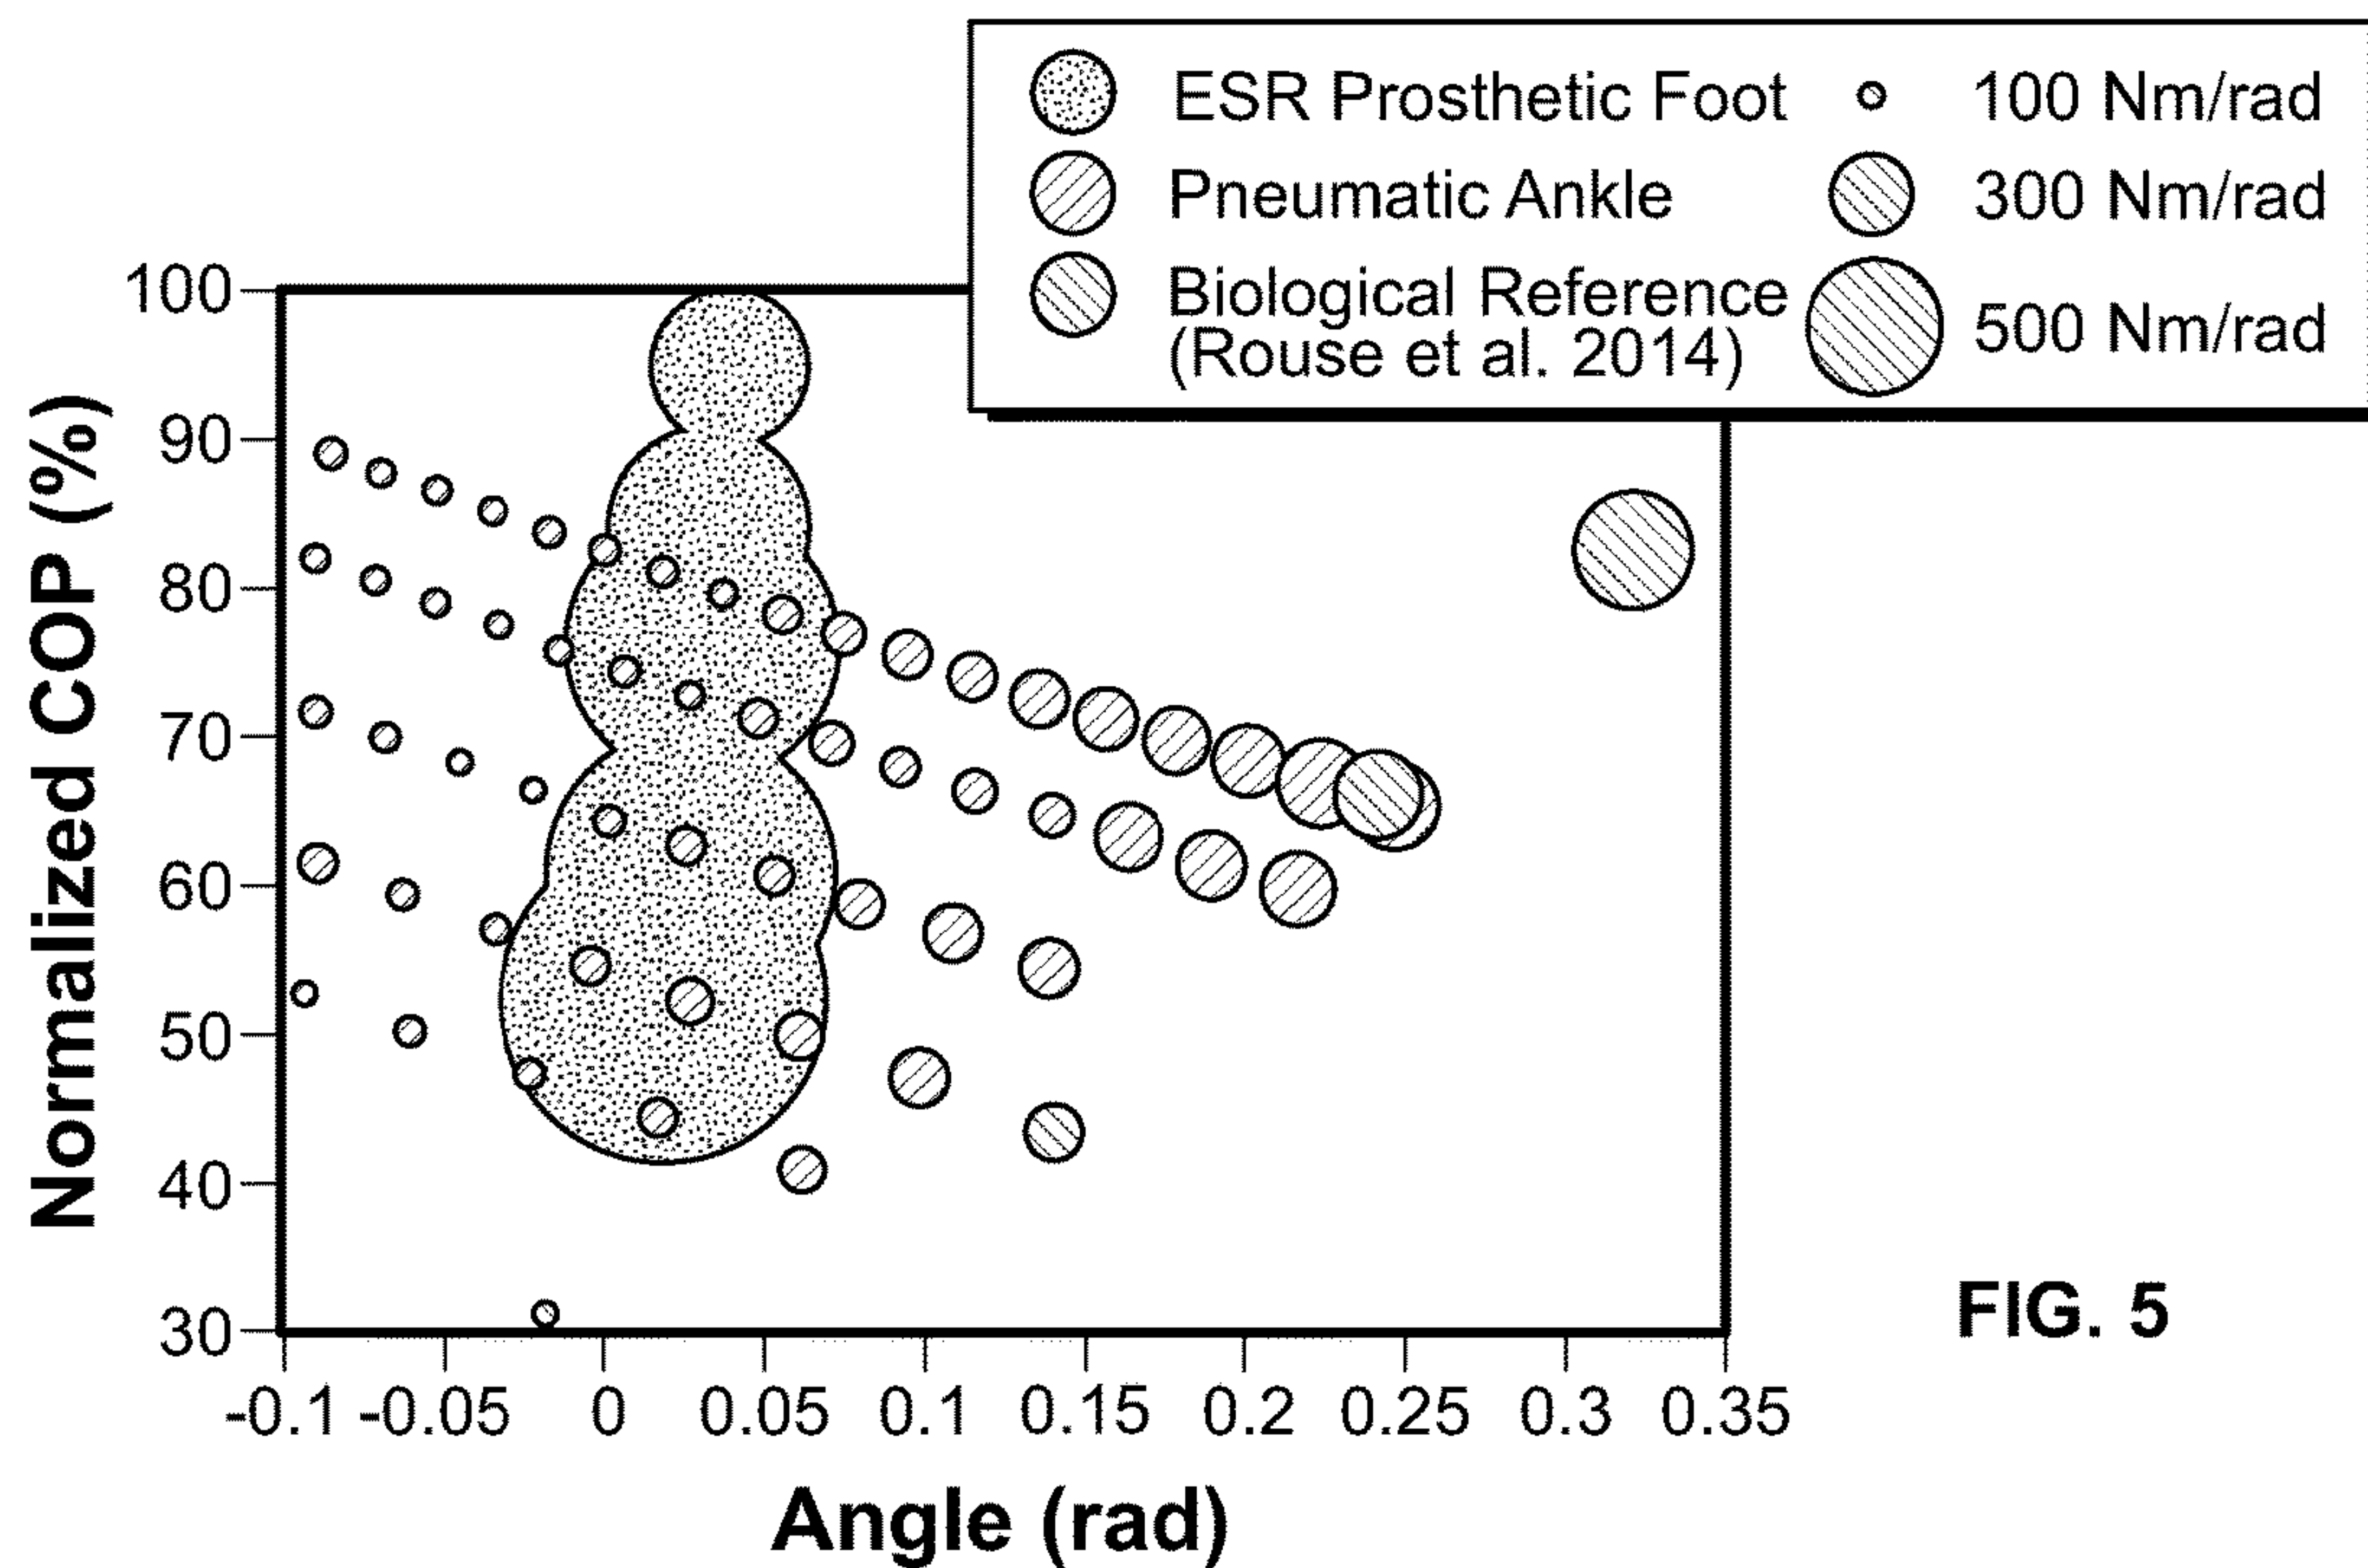 ESR Prosthetic Foot
Pneumatic Ankle
Biological Reference
(Rouse et al. 2014)
100 Nm/rad
300 Nm/rad
500 Nm/rad
Normalized COP (%)
100
90
80
70
60
50
40
30
-0.1 -0.05 0 0.05 0.1 0.15 0.2 0.25 0.3 0.35
Angle (rad)
FIG. 5